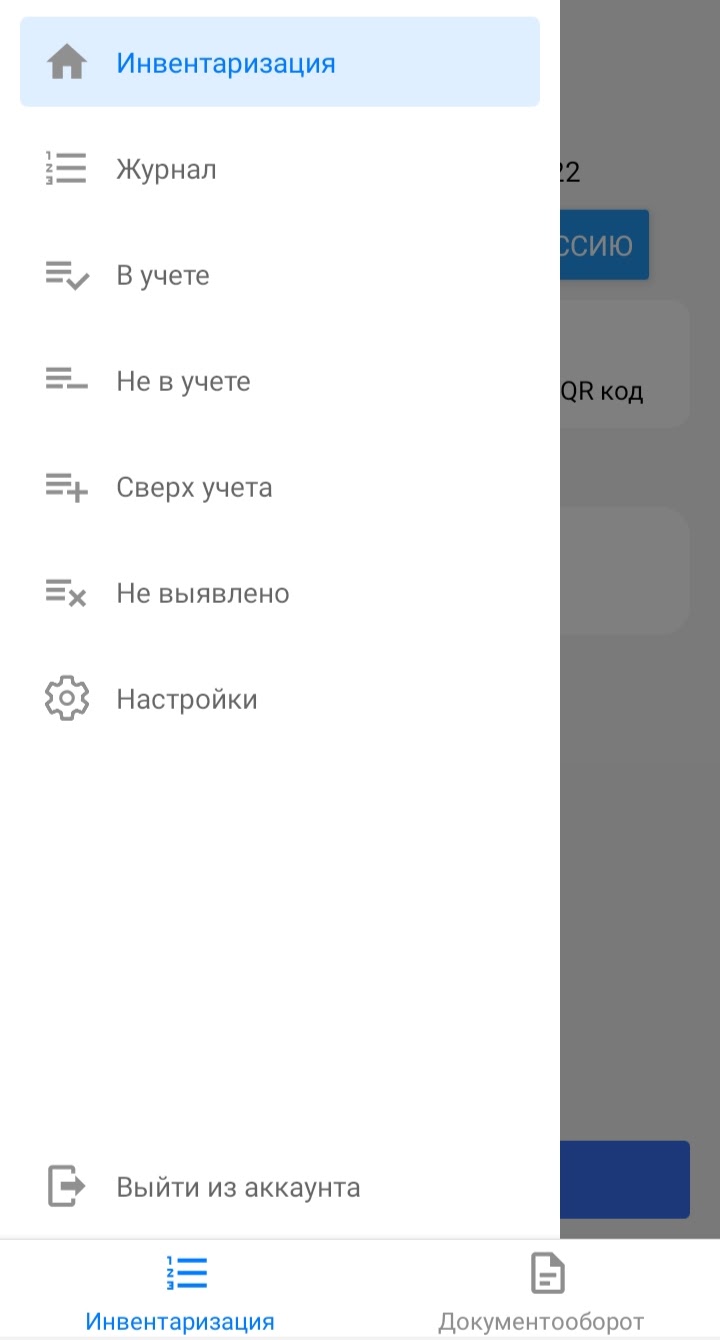 Инвентаризация
Журнал
22
ССИЮ
В учете
Не в учете
QR код
Сверх учета
Не выявлено
Настройки
Выйти из аккаунта
Инвентаризация
Документооборот